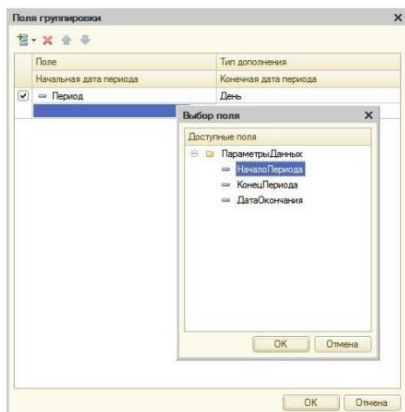 Поля группировки
Поле Тип дополнения
Начальная дата периода Конечная дата периода
Период День
Выбор поля
Доступные поля
ПараметрыДанных
НачалоПериода
КонецПериода
ДатаОкончания
OK Отмена
OK Отмена